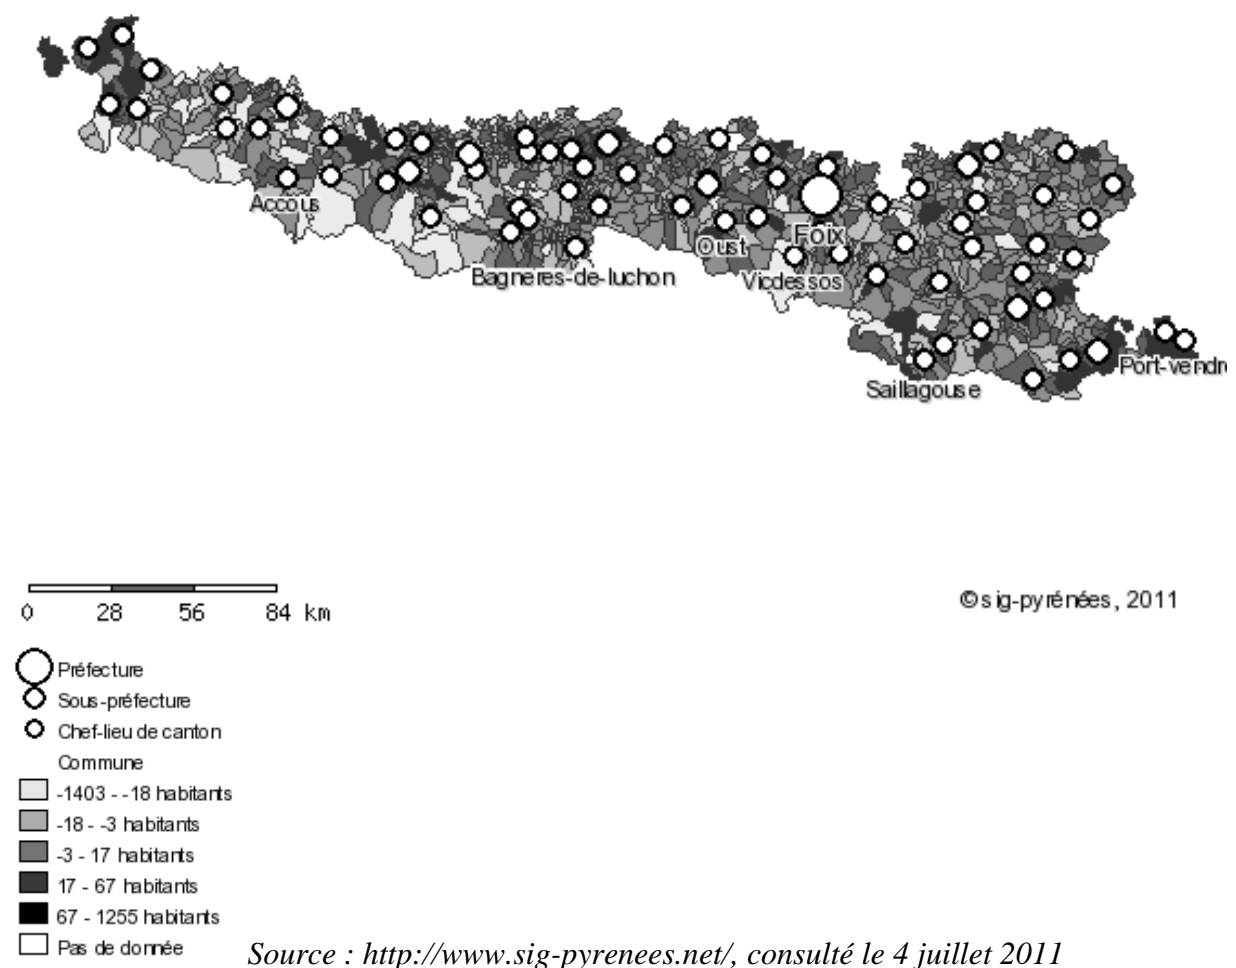 Accous
Oust
Foix
Bagneres-de-luchon
Vicdessos
Saillagouse
Port-vendr
0 28 56 84 km
©sig-pyrénées, 2011
Préfecture
Sous-préfecture
Chef-lieu de canton
Commune
-1403 - -18 habitants
-18 - -3 habitants
-3 - 17 habitants
17 - 67 habitants
67 - 1255 habitants
Pas de donnée
Source : http://www.sig-pyrenees.net/, consulté le 4 juillet 2011